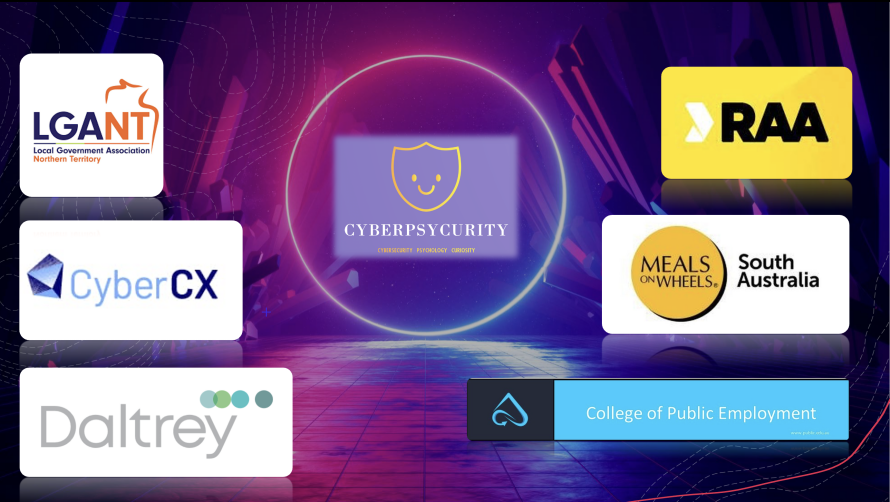 LGANT
Local Government Association
Northern Territory
CyberCX
Daltrey
CYBERPSYCURITY
CYBERSECURITY PSYCHOLOGY CURIOSITY
RAA
MEALS
ON WHEELS®
South
Australia
College of Public Employment